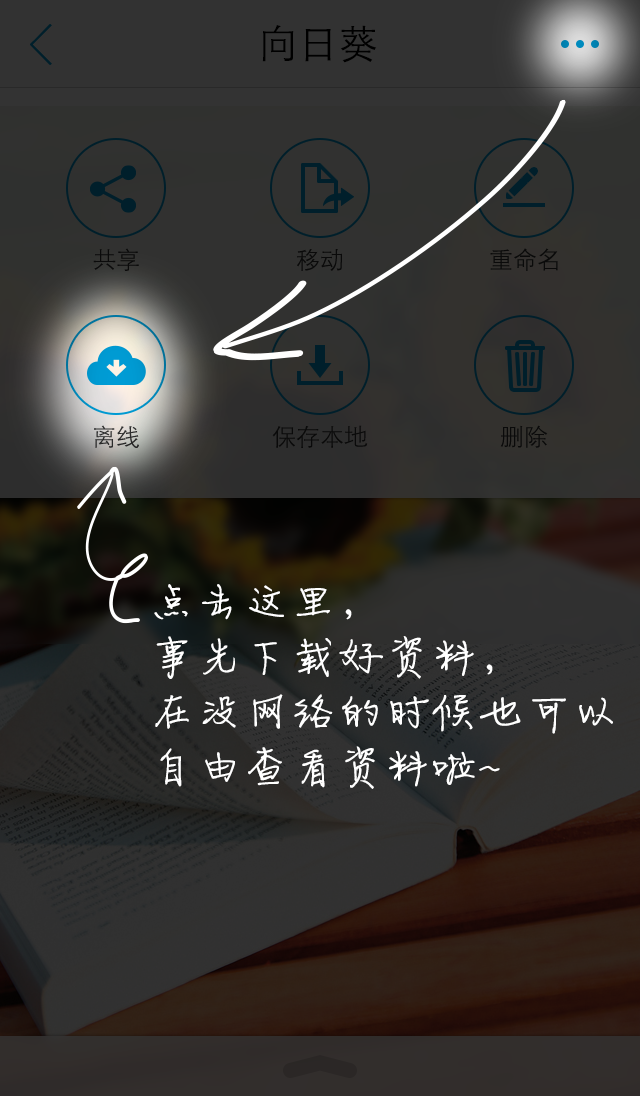 向日葵
共享
移动
重命名
离线
保存本地
删除
点击这里，
事先下载好资料，
在没网络的时候也可以
自由查看资料啦~